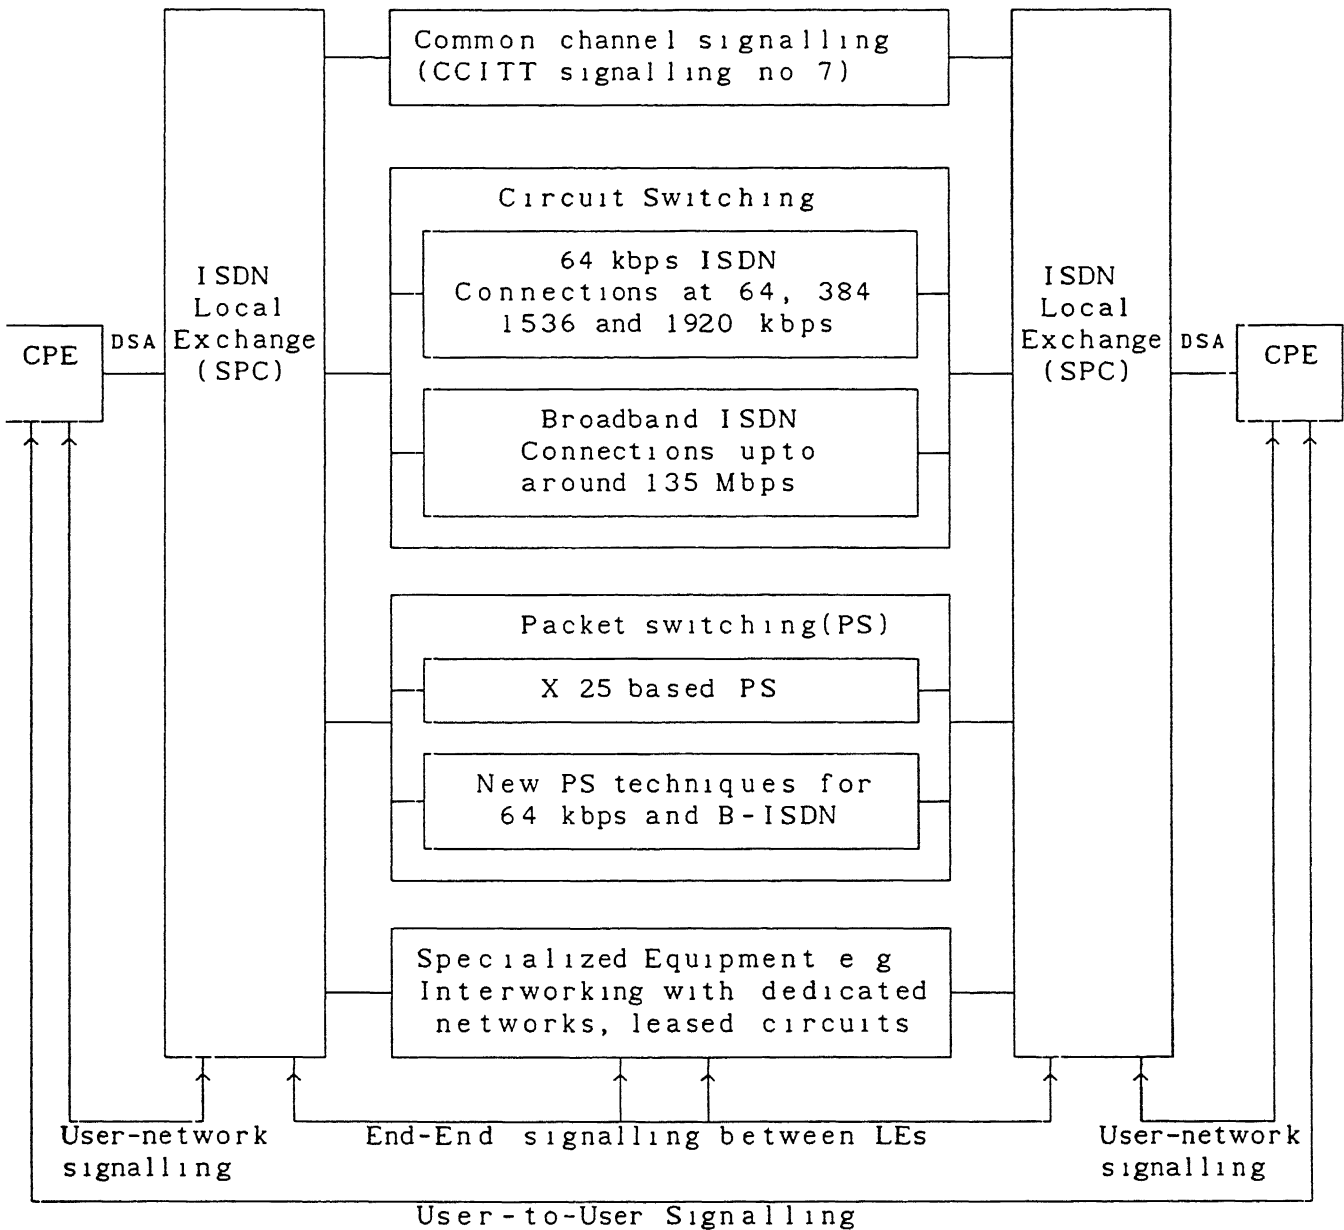 Common channel signalling
(CCITT signalling no 7)
Circuit Switching
64 kbps ISDN
Connections at 64, 384
1536 and 1920 kbps
ISDN
Local
Exchange
(SPC)
ISDN
Local
Exchange
(SPC)
CPE
DSA
DSA
CPE
Broadband ISDN
Connections upto
around 135 Mbps
Packet switching(PS)
X 25 based PS
New PS techniques for
64 kbps and B-ISDN
Specialized Equipment e g
Interworking with dedicated
networks, leased circuits
User-network
signalling
End-End signalling between LEs
User-network
signalling
User-to-User Signalling